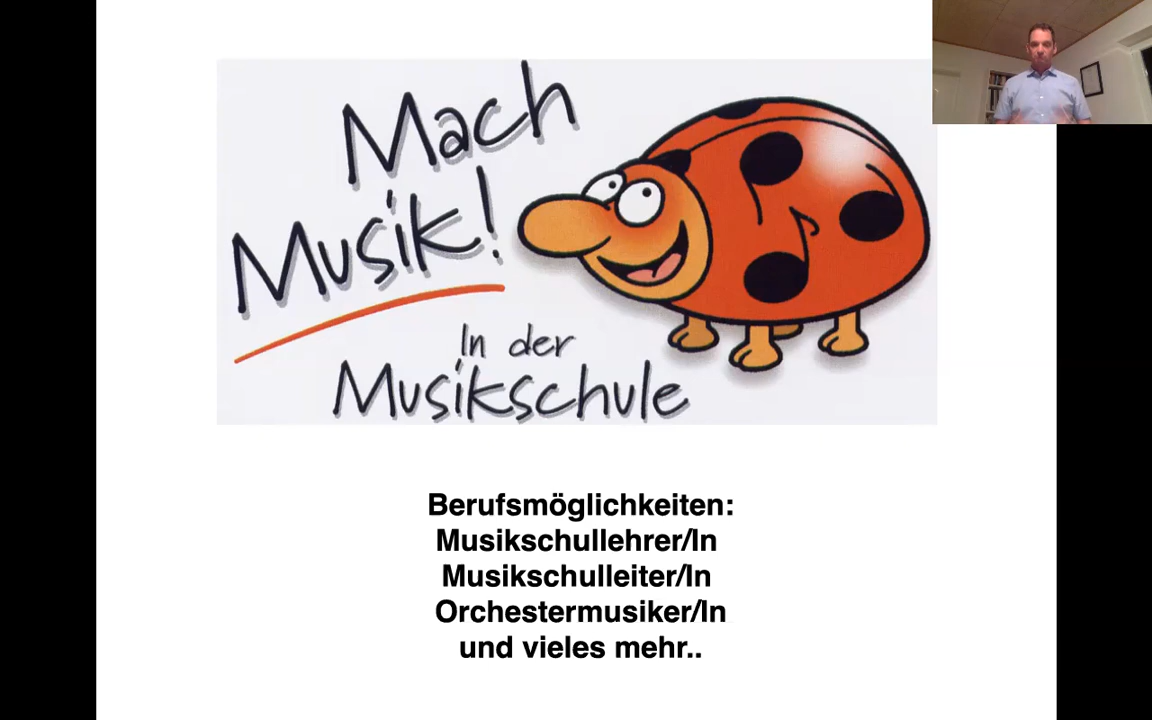 Mach
Musik!
In der
Musikschule
Berufsmöglichkeiten:
Musikschullehrer/In
Musikschulleiter/In
Orchestermusiker/In
und vieles mehr..